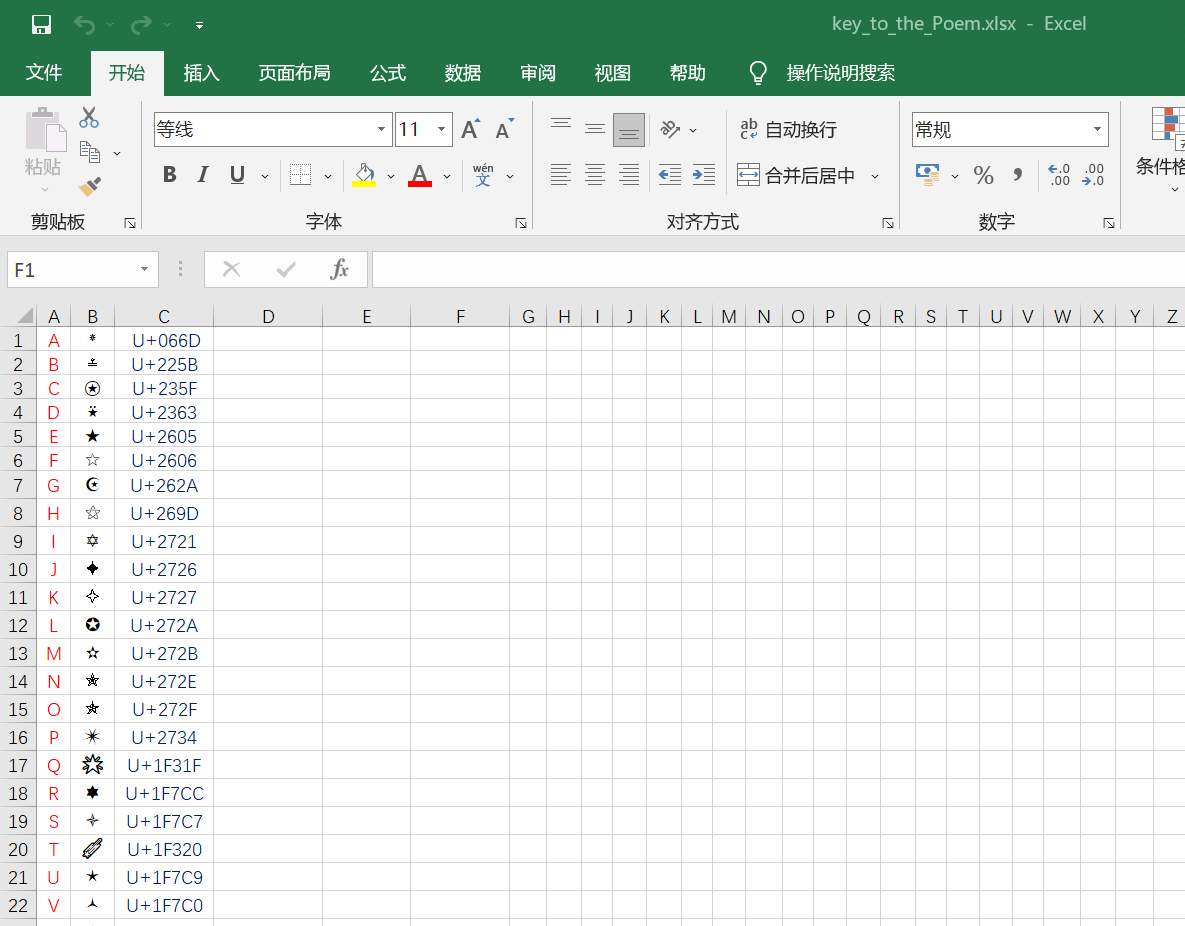 key_to_the_Poem.xlsx - Excel
文件 开始 插入 页面布局 公式 数据 审阅 视图 帮助 操作说明搜索
等线 11 A A ab 自动换行 常规
粘贴 B I U A wén 文 合并后居中 % , .00 .00 条件格
剪贴板 字体 对齐方式 数字
F1 fx
A B C D E F G H I J K L M N O P Q R S T U V W X Y Z
1 A ٭ U+066D
2 B ≛ U+225B
3 C ⍟ U+235F
4 D ⍣ U+2363
5 E ★ U+2605
6 F ☆ U+2606
7 G ☪ U+262A
8 H ⚝ U+269D
9 I ✡ U+2721
10 J ✦ U+2726
11 K ✧ U+2727
12 L ✪ U+272A
13 M ✫ U+272B
14 N ✮ U+272E
15 O ✯ U+272F
16 P ✴ U+2734
17 Q 🌟 U+1F31F
18 R 🟌 U+1F7CC
19 S 🟇 U+1F7C7
20 T 🌠 U+1F320
21 U 🟉 U+1F7C9
22 V 🟀 U+1F7C0